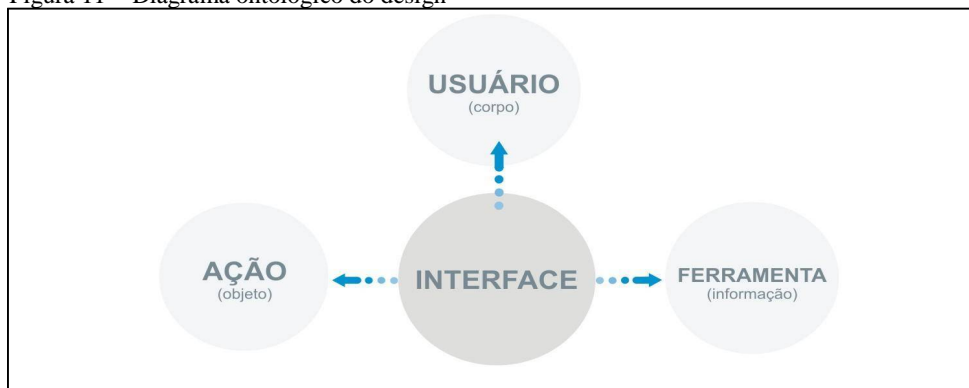 Figura 11 – Diagrama ontológico do design
USUÁRIO
(corpo)
AÇÃO
(objeto)
INTERFACE
FERRAMENTA
(informação)